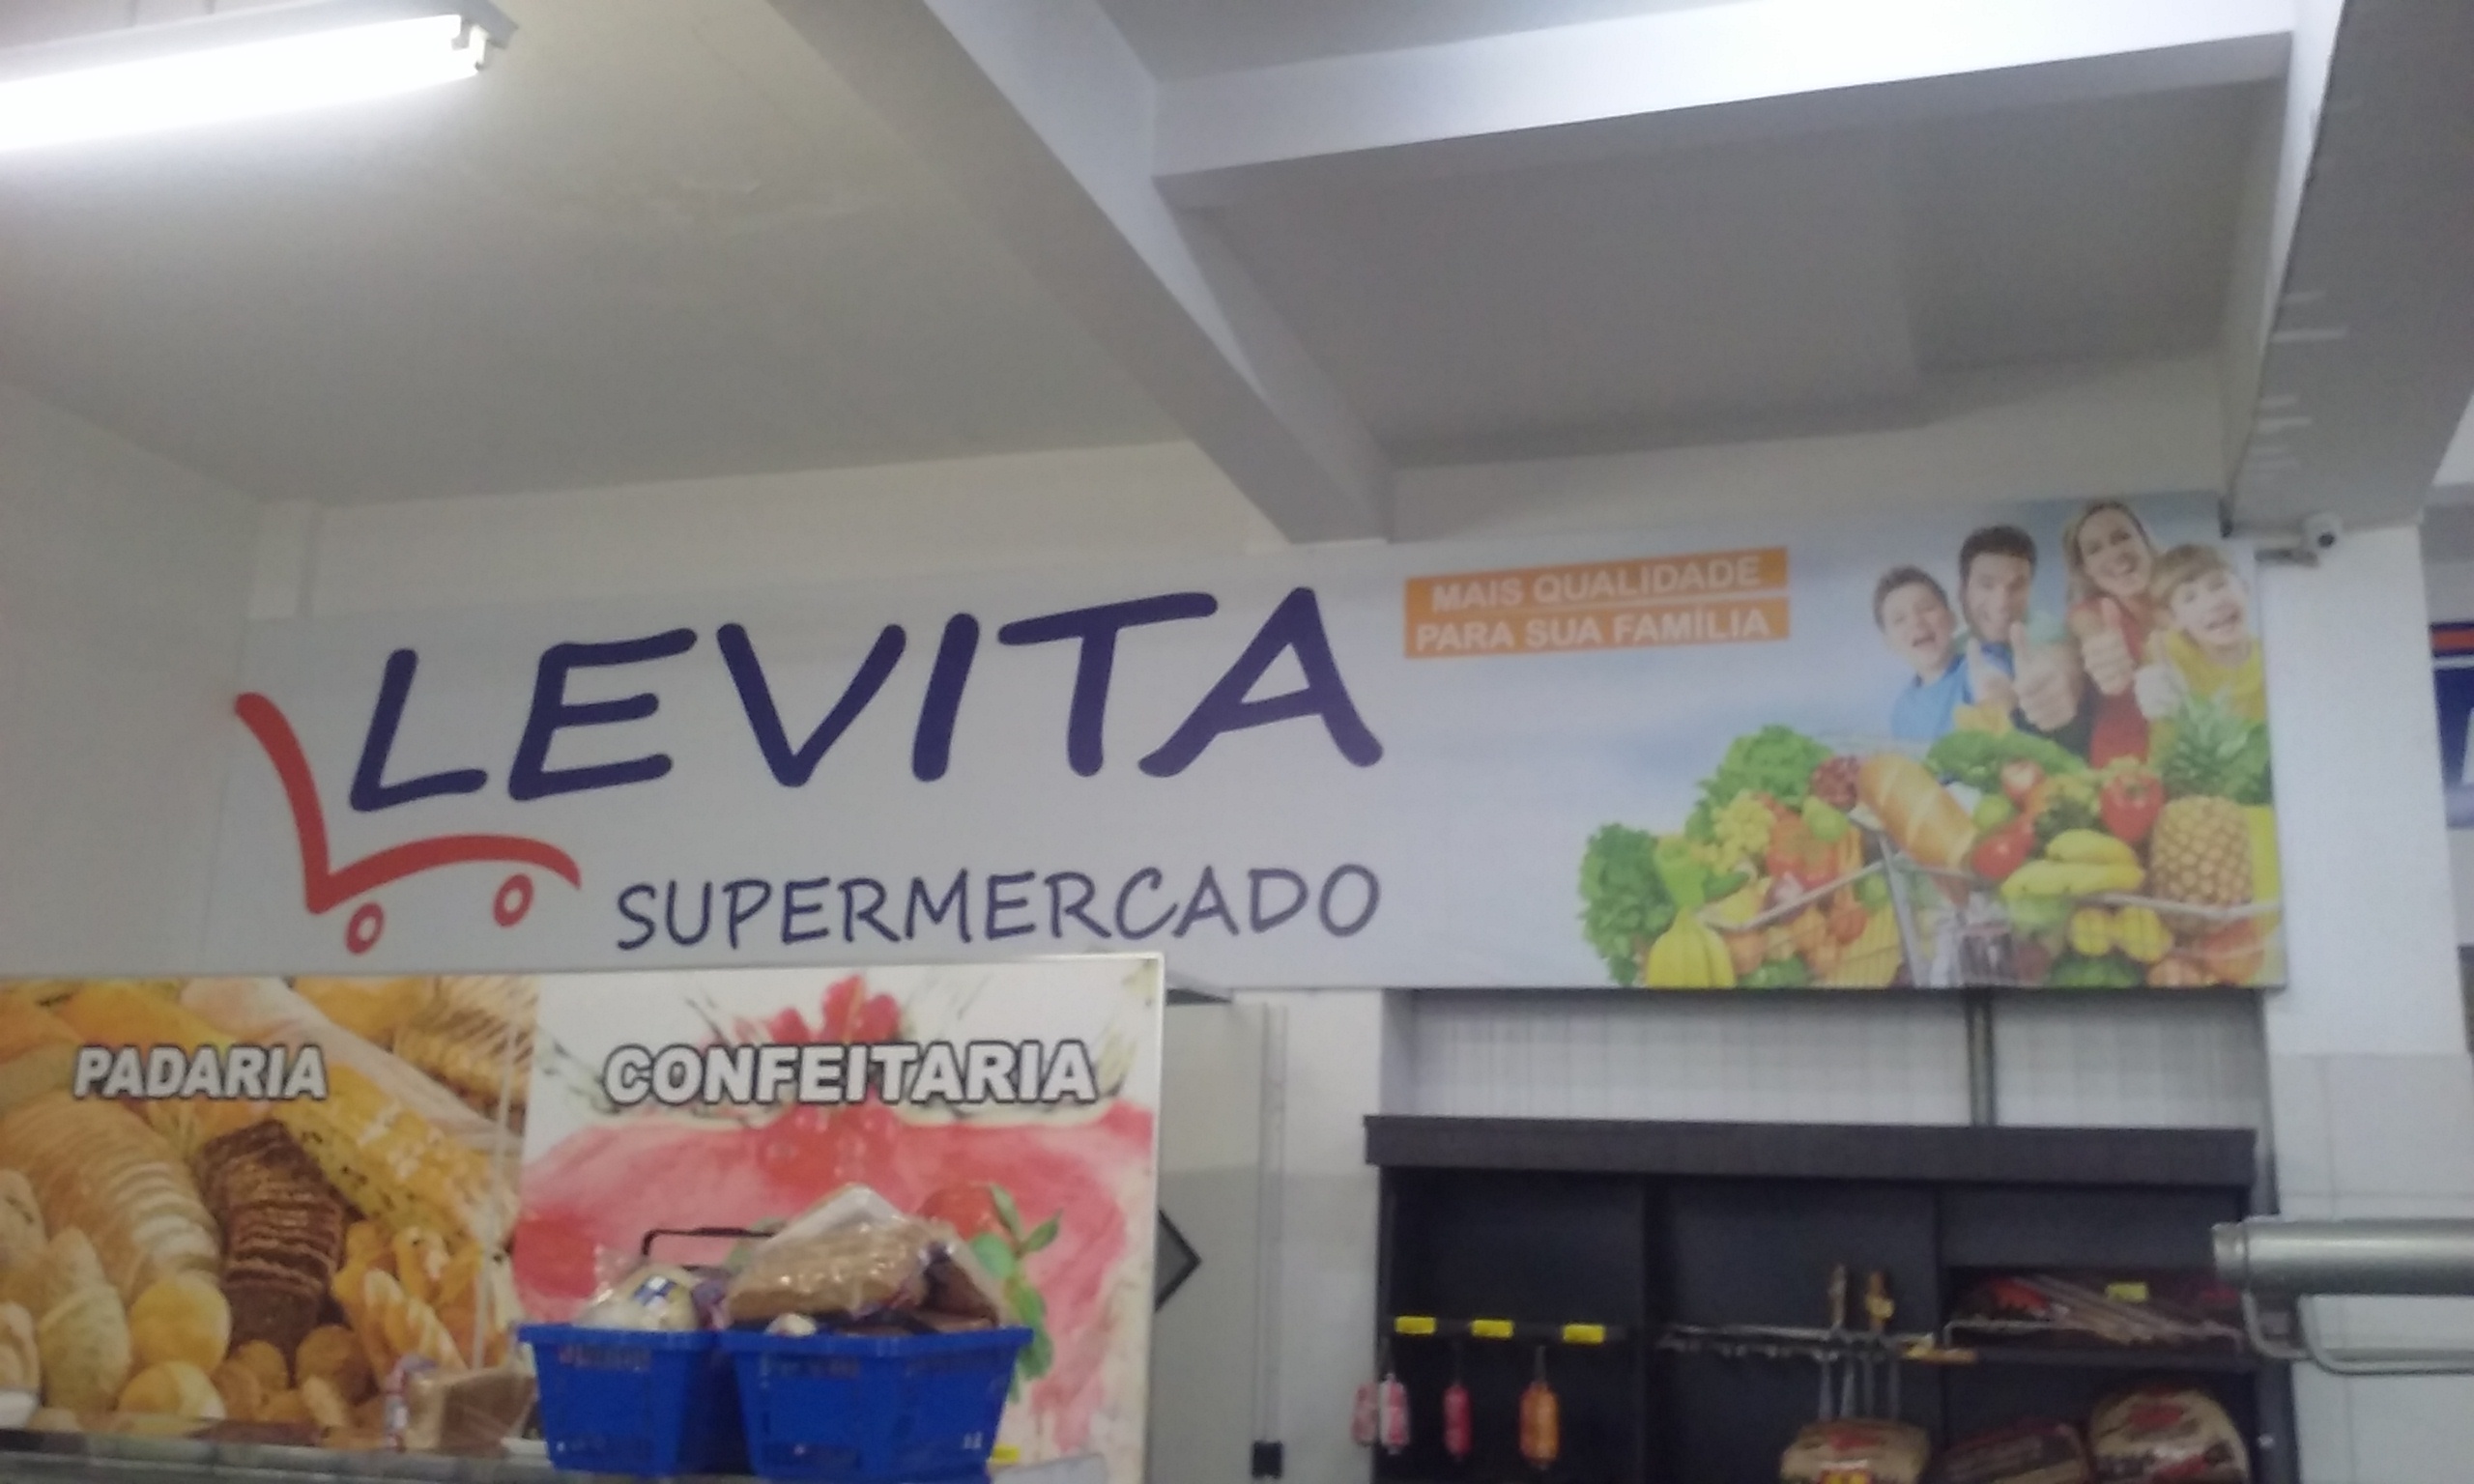 LEVITA
SUPERMERCADO
MAIS QUALIDADE
PARA SUA FAMÍLIA
PADARIA
CONFEITARIA